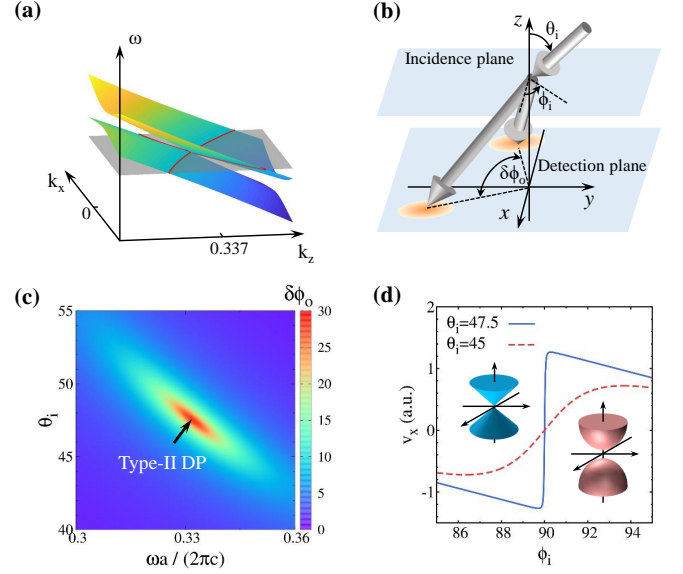 (a)
ω
k_x
0
0.337
k_z
(b)
z
θ_i
Incidence plane
ϕ_i
δϕ_o
Detection plane
x
y
(c)
δϕ_o
55
50
45
40
θ_i
Type-II DP
0.3
0.33
0.36
ωa / (2πc)
30
25
20
15
10
5
0
(d)
2
1
0
-1
v_x (a.u.)
θ_i=47.5
θ_i=45
86
88
90
92
94
ϕ_i